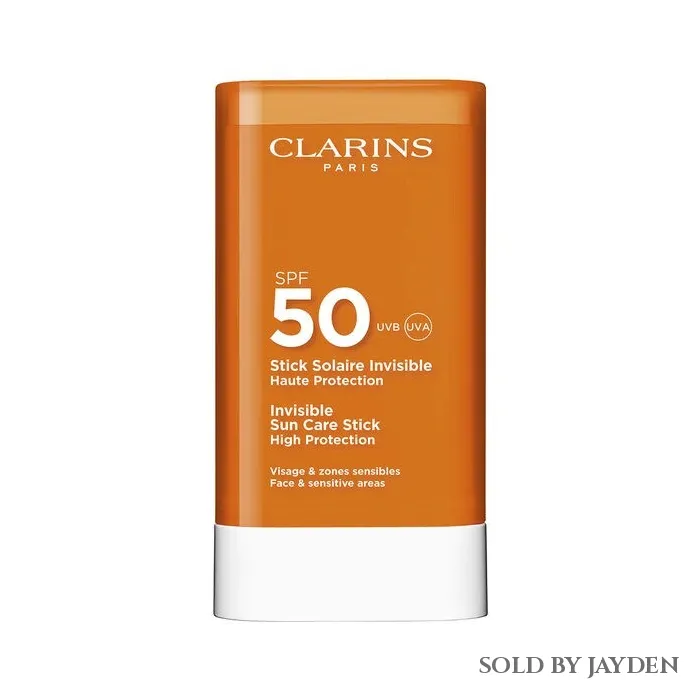 CLARINS
PARIS
SPF
50 UVB UVA
Stick Solaire Invisible
Haute Protection
Invisible
Sun Care Stick
High Protection
Visage & zones sensibles
Face & sensitive areas
SOLD BY JAYDEN